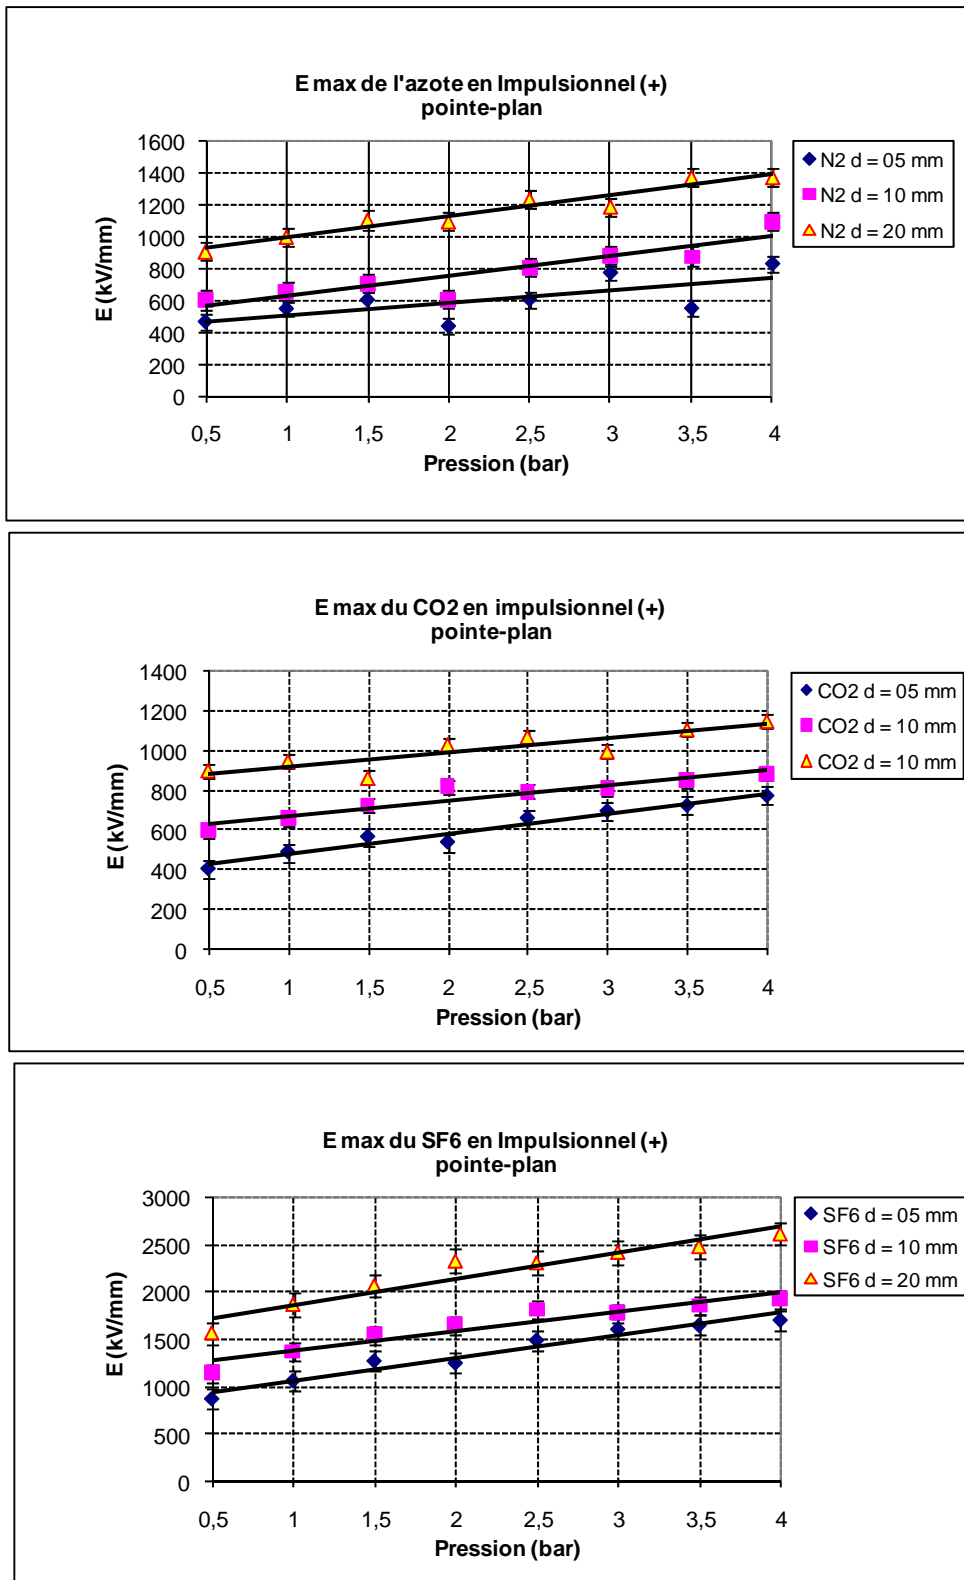 E max de l'azote en Impulsionnel (+)
pointe-plan
1600
1400
1200
1000
800
600
400
200
0
E (kV/mm)
0,5 1 1,5 2 2,5 3 3,5 4
Pression (bar)
N2 d = 05 mm
N2 d = 10 mm
N2 d = 20 mm
E max du CO2 en impulsionnel (+)
pointe-plan
1400
1200
1000
800
600
400
200
0
E (kV/mm)
0,5 1 1,5 2 2,5 3 3,5 4
Pression (bar)
CO2 d = 05 mm
CO2 d = 10 mm
CO2 d = 10 mm
E max du SF6 en Impulsionnel (+)
pointe-plan
3000
2500
2000
1500
1000
500
0
E (kV/mm)
0,5 1 1,5 2 2,5 3 3,5 4
Pression (bar)
SF6 d = 05 mm
SF6 d = 10 mm
SF6 d = 20 mm